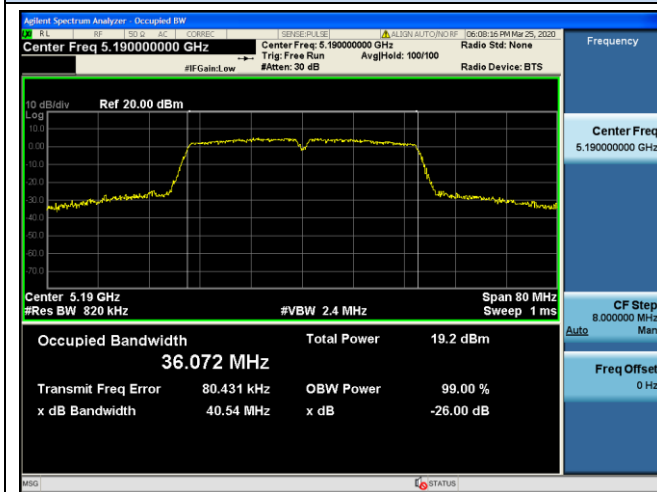 Agilent Spectrum Analyzer - Occupied BW
RL RF 50 Ω AC CORREC SENSE:PULSE ALIGN AUTO/NO RF 06:08:16 PM Mar 25, 2020
Center Freq 5.190000000 GHz Center Freq: 5.190000000 GHz Radio Std: None
Trig: Free Run Avg|Hold: 100/100
#IFGain:Low #Atten: 30 dB Radio Device: BTS
10 dB/div Ref 20.00 dBm
Log
10.0
0.00
-10.0
-20.0
-30.0
-40.0
-50.0
-60.0
-70.0
Center 5.19 GHz Span 80 MHz
#Res BW 820 kHz #VBW 2.4 MHz Sweep 1 ms
Occupied Bandwidth Total Power 19.2 dBm
36.072 MHz
Transmit Freq Error 80.431 kHz OBW Power 99.00 %
x dB Bandwidth 40.54 MHz x dB -26.00 dB
MSG STATUS
Frequency
Center Freq
5.190000000 GHz
CF Step
8.000000 MHz
Auto Man
Freq Offset
0 Hz